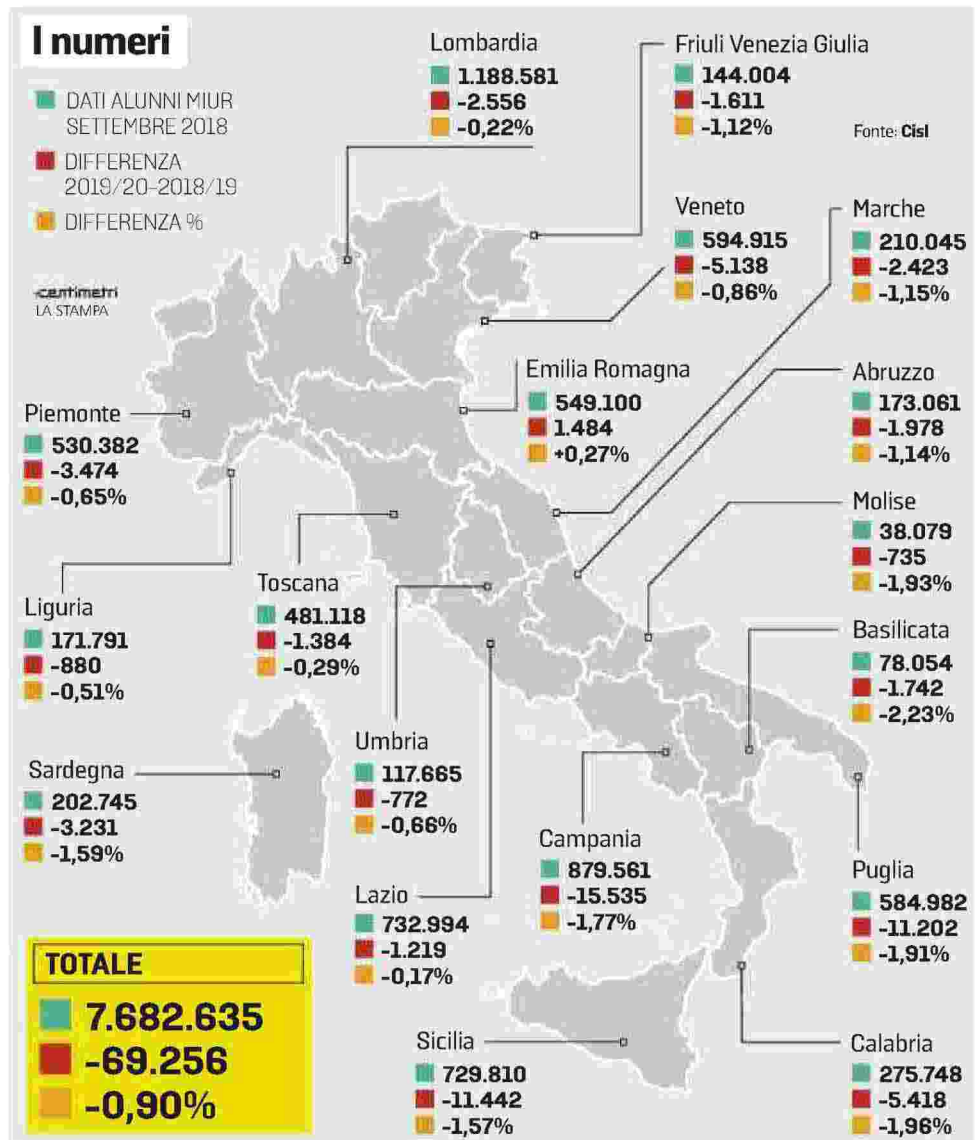 I numeri
DATI ALUNNI MIUR
SETTEMBRE 2018
DIFFERENZA
2019/20-2018/19
DIFFERENZA %
centimetri
LA STAMPA
Lombardia
1.188.581
-2.556
-0,22%
Friuli Venezia Giulia
144.004
-1.611
-1,12%
Fonte: Cisl
Veneto
594.915
-5.138
-0,86%
Marche
210.045
-2.423
-1,15%
Emilia Romagna
549.100
1.484
+0,27%
Abruzzo
173.061
-1.978
-1,14%
Piemonte
530.382
-3.474
-0,65%
Molise
38.079
-735
-1,93%
Liguria
171.791
-880
-0,51%
Toscana
481.118
-1.384
-0,29%
Basilicata
78.054
-1.742
-2,23%
Umbria
117.665
-772
-0,66%
Sardegna
202.745
-3.231
-1,59%
Campania
879.561
-15.535
-1,77%
Puglia
584.982
-11.202
-1,91%
Lazio
732.994
-1.219
-0,17%
TOTALE
7.682.635
-69.256
-0,90%
Sicilia
729.810
-11.442
-1,57%
Calabria
275.748
-5.418
-1,96%